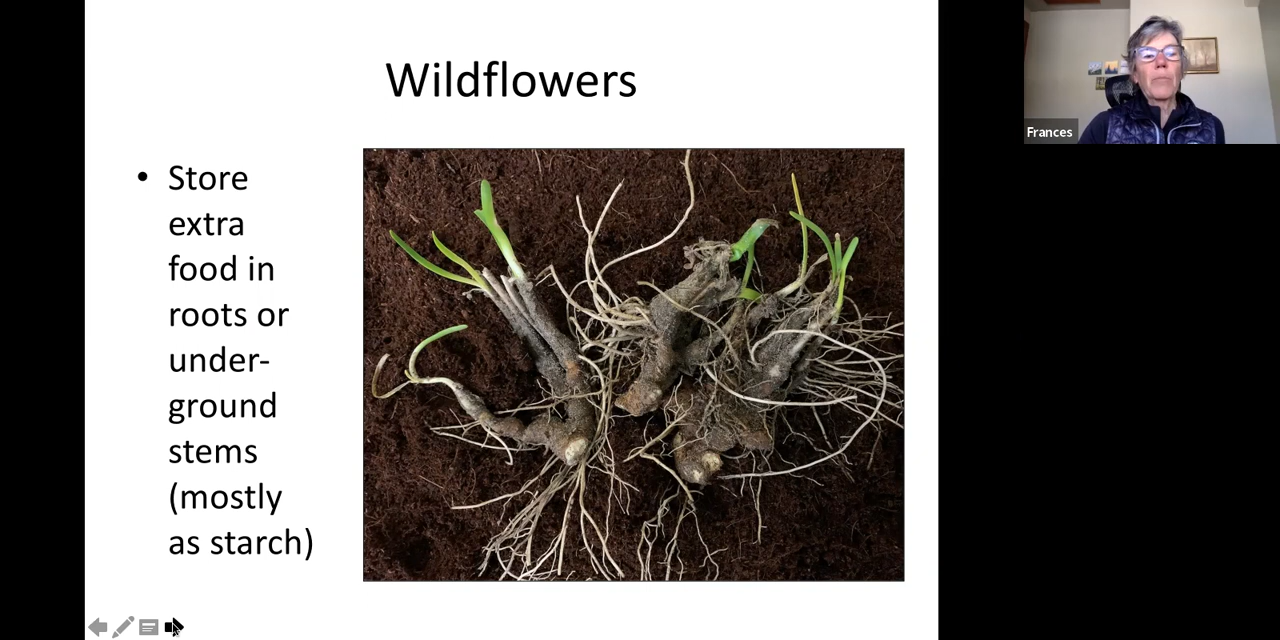 Wildflowers
• Store
extra
food in
roots or
under-
ground
stems
(mostly
as starch)
Frances